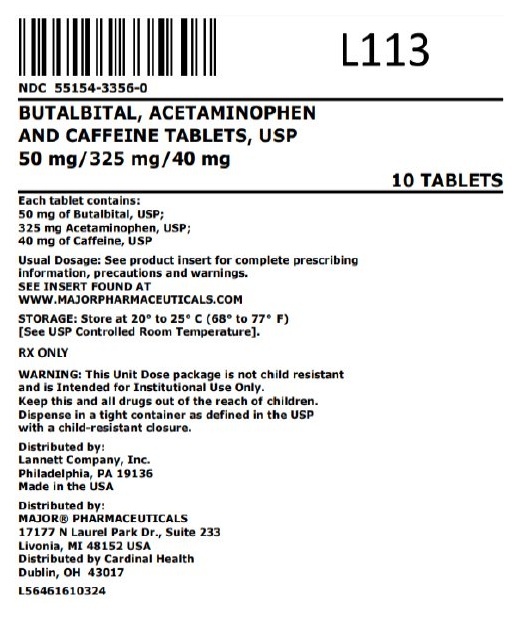 L113
NDC 55154-3356-0
BUTALBITAL, ACETAMINOPHEN
AND CAFFEINE TABLETS, USP
50 mg/325 mg/40 mg
10 TABLETS
Each tablet contains:
50 mg of Butalbital, USP;
325 mg Acetaminophen, USP;
40 mg of Caffeine, USP
Usual Dosage: See product insert for complete prescribing
information, precautions and warnings.
SEE INSERT FOUND AT
WWW.MAJORPHARMACEUTICALS.COM
STORAGE: Store at 20° to 25° C (68° to 77° F)
[See USP Controlled Room Temperature].
RX ONLY
WARNING: This Unit Dose package is not child resistant
and is Intended for Institutional Use Only.
Keep this and all drugs out of the reach of children.
Dispense in a tight container as defined in the USP
with a child-resistant closure.
Distributed by:
Lannett Company, Inc.
Philadelphia, PA 19136
Made in the USA
Distributed by:
MAJOR® PHARMACEUTICALS
17177 N Laurel Park Dr., Suite 233
Livonia, MI 48152 USA
Distributed by Cardinal Health
Dublin, OH 43017
L56461610324